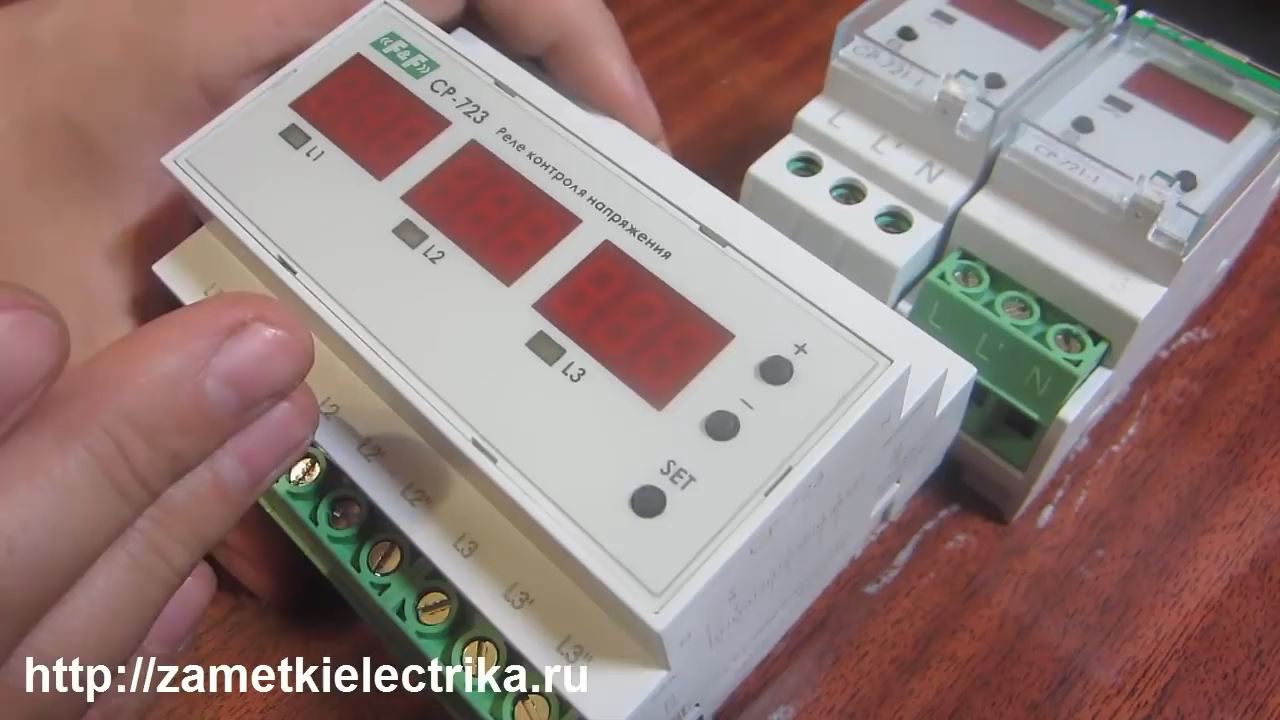 «F&F» CP-723 Реле контроля напряжения
L1
L2
L3
+
-
SET
L2
L2'
L2"
L3
L3'
L3"
CP-721-1
L L' N
CP-721-1
L L' N
http://zametkielectrika.ru